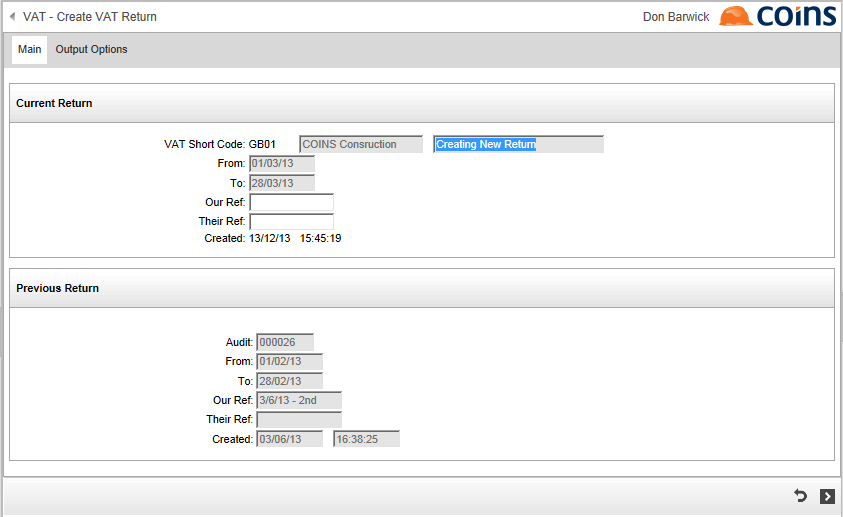 VAT - Create VAT Return
Don Barwick
coins
Main
Output Options
Current Return
VAT Short Code: GB01 COINS Consruction Creating New Return
From: 01/03/13
To: 28/03/13
Our Ref:
Their Ref:
Created: 13/12/13 15:45:19
Previous Return
Audit: 000026
From: 01/02/13
To: 28/02/13
Our Ref: 3/6/13 - 2nd
Their Ref:
Created: 03/06/13 16:38:25